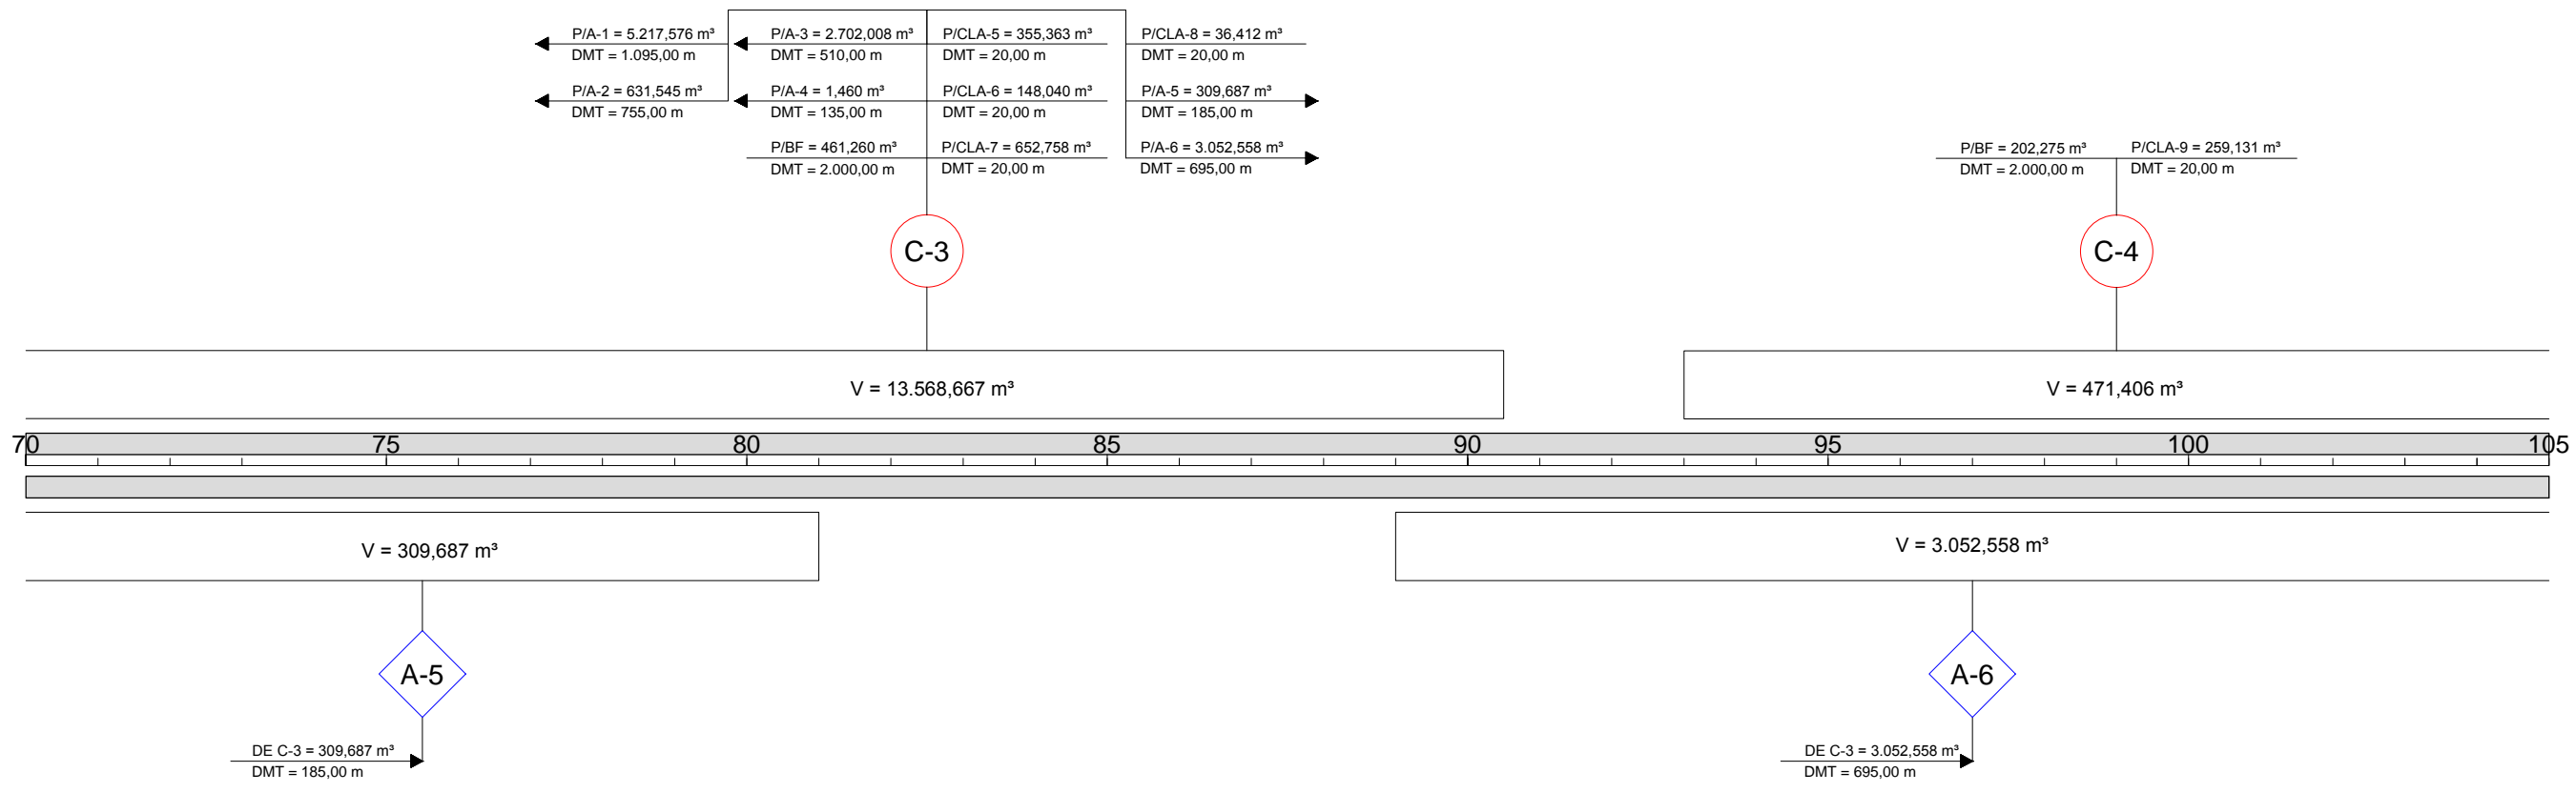 P/A-1 = 5.217,576 m³
DMT = 1.095,00 m
P/A-3 = 2.702,008 m³
DMT = 510,00 m
P/CLA-5 = 355,363 m³
DMT = 20,00 m
P/CLA-8 = 36,412 m³
DMT = 20,00 m
P/A-2 = 631,545 m³
DMT = 755,00 m
P/A-4 = 1,460 m³
DMT = 135,00 m
P/CLA-6 = 148,040 m³
DMT = 20,00 m
P/A-5 = 309,687 m³
DMT = 185,00 m
P/BF = 461,260 m³
DMT = 2.000,00 m
P/CLA-7 = 652,758 m³
DMT = 20,00 m
P/A-6 = 3.052,558 m³
DMT = 695,00 m
P/BF = 202,275 m³
DMT = 2.000,00 m
P/CLA-9 = 259,131 m³
DMT = 20,00 m
C-3
C-4
V = 13.568,667 m³
V = 471,406 m³
70 75 80 85 90 95 100 105
V = 309,687 m³
V = 3.052,558 m³
A-5
A-6
DE C-3 = 309,687 m³
DMT = 185,00 m
DE C-3 = 3.052,558 m³
DMT = 695,00 m